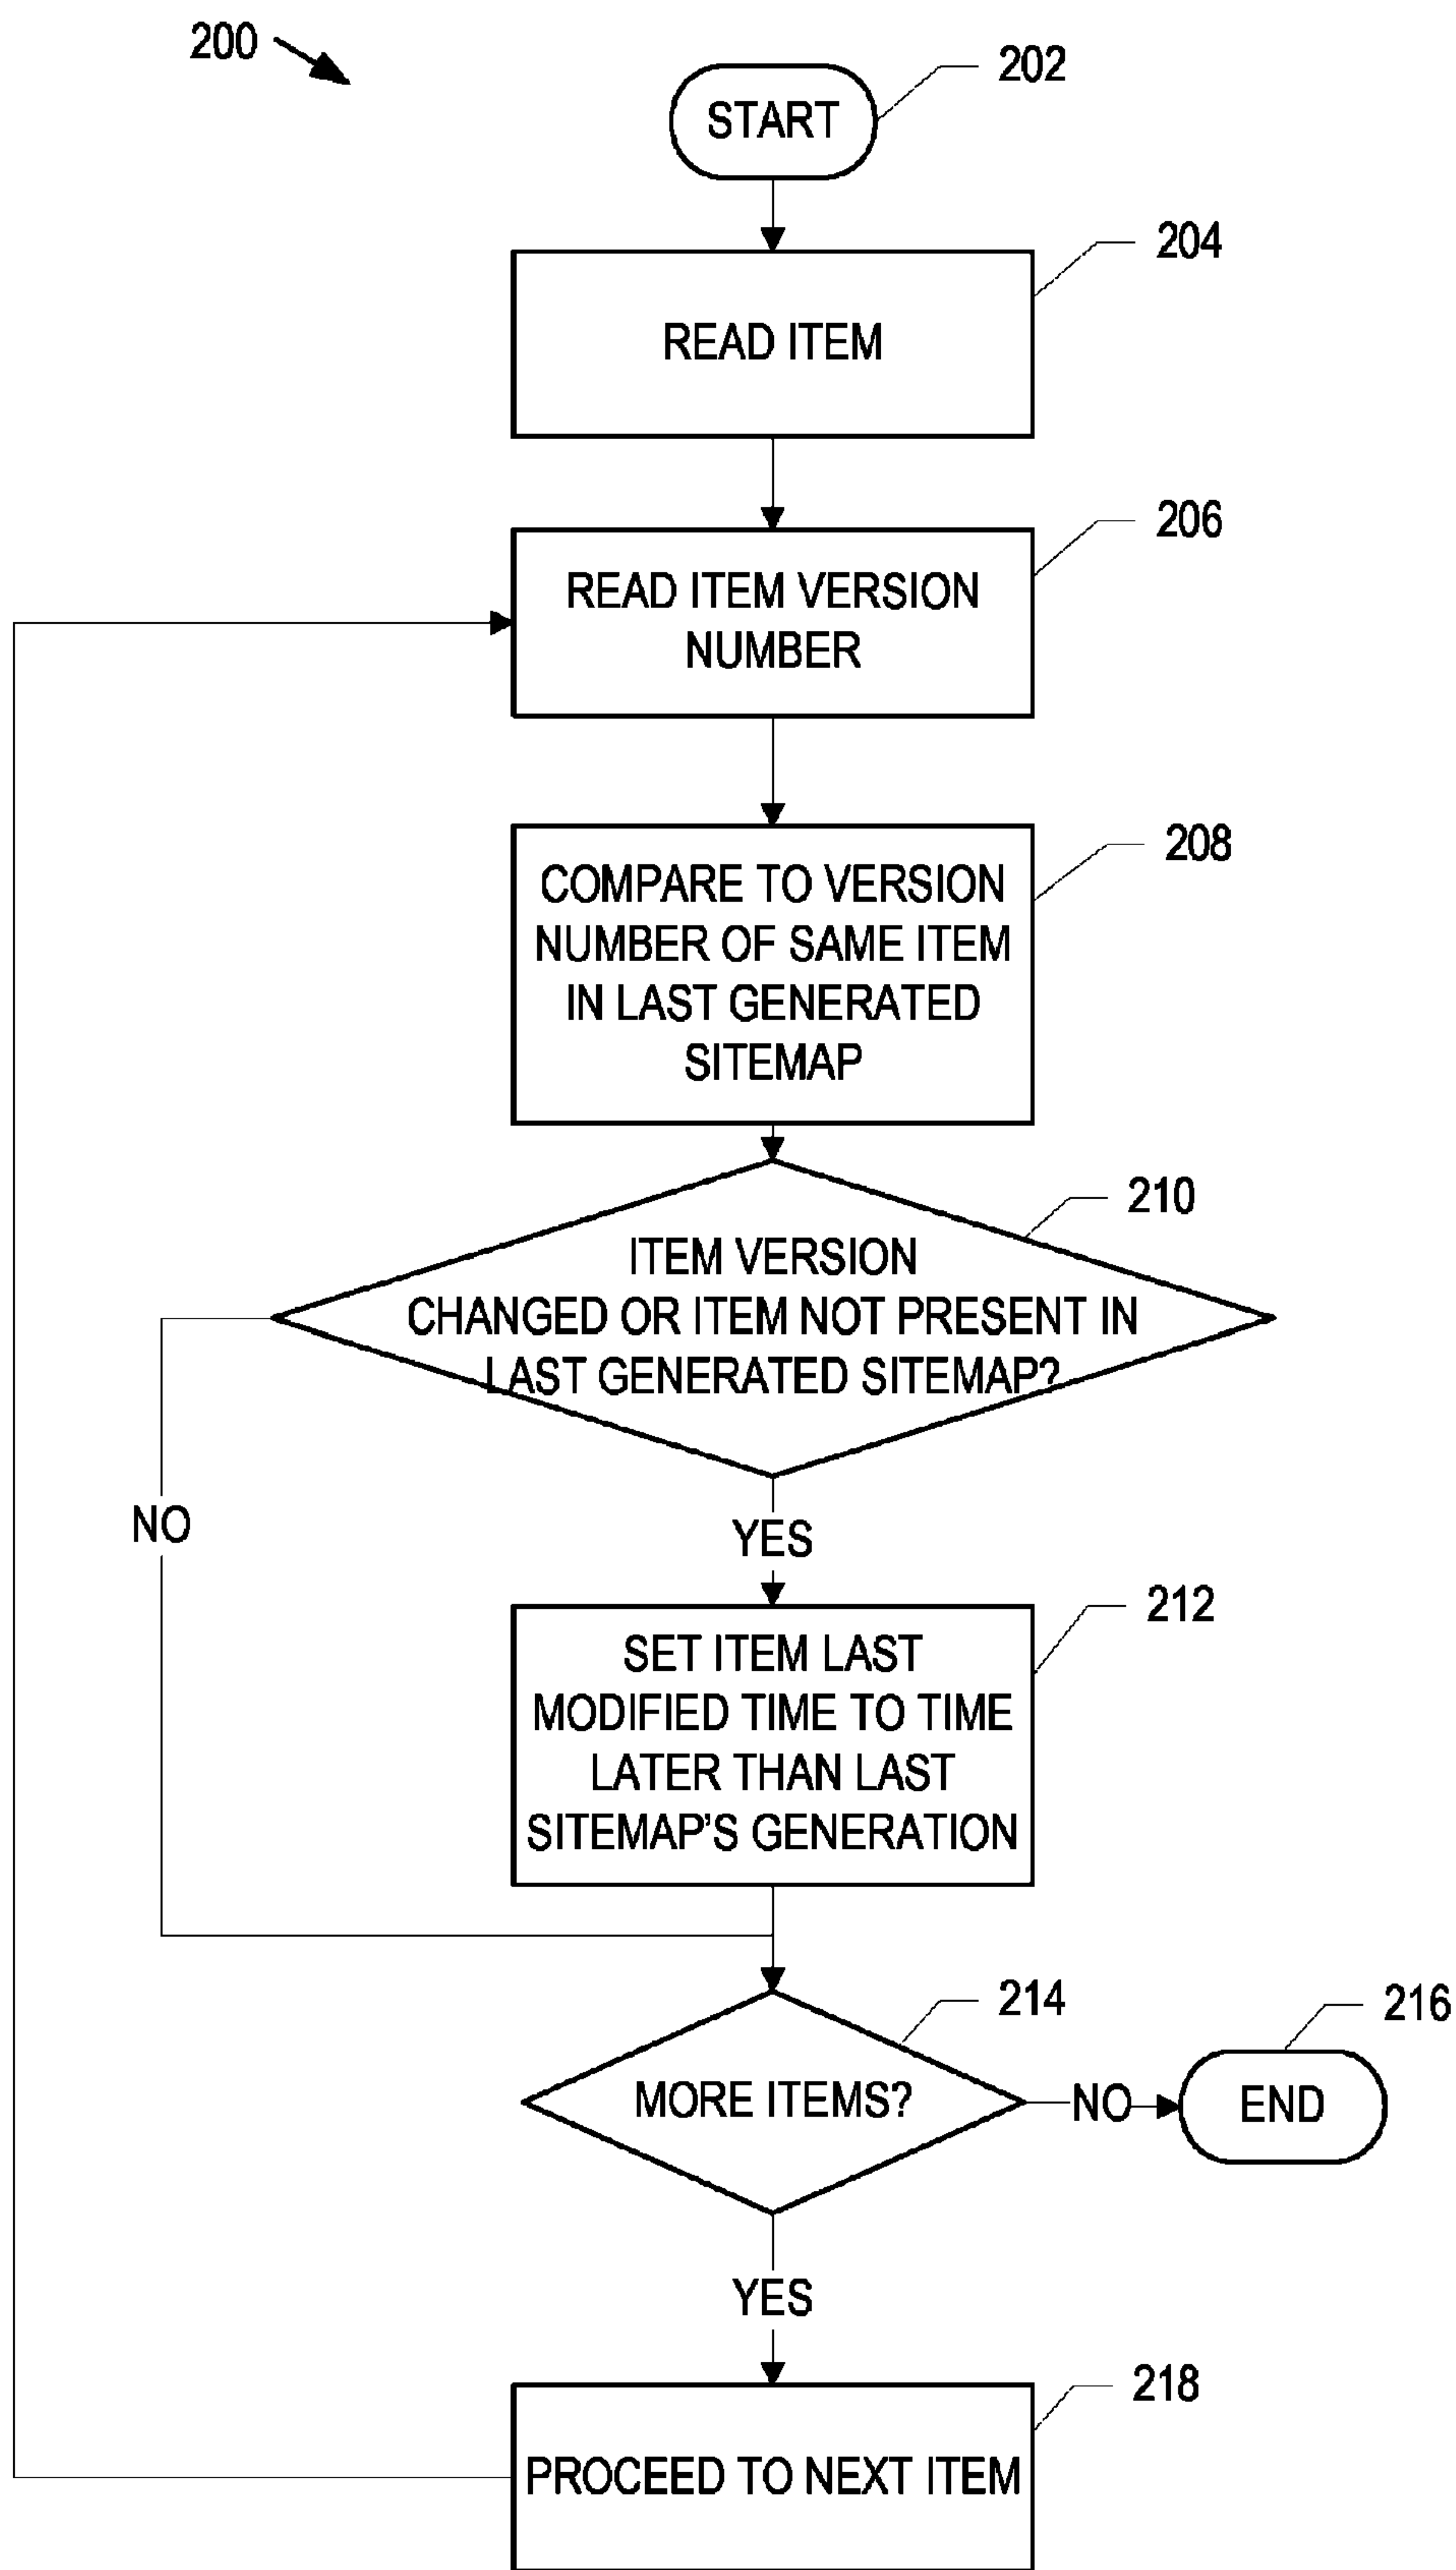 200
202
START
204
READ ITEM
206
READ ITEM VERSION
NUMBER
208
COMPARE TO VERSION
NUMBER OF SAME ITEM
IN LAST GENERATED
SITEMAP
210
ITEM VERSION
CHANGED OR ITEM NOT PRESENT IN
LAST GENERATED SITEMAP?
NO
YES
212
SET ITEM LAST
MODIFIED TIME TO TIME
LATER THAN LAST
SITEMAP'S GENERATION
214
216
MORE ITEMS?
NO
END
YES
218
PROCEED TO NEXT ITEM